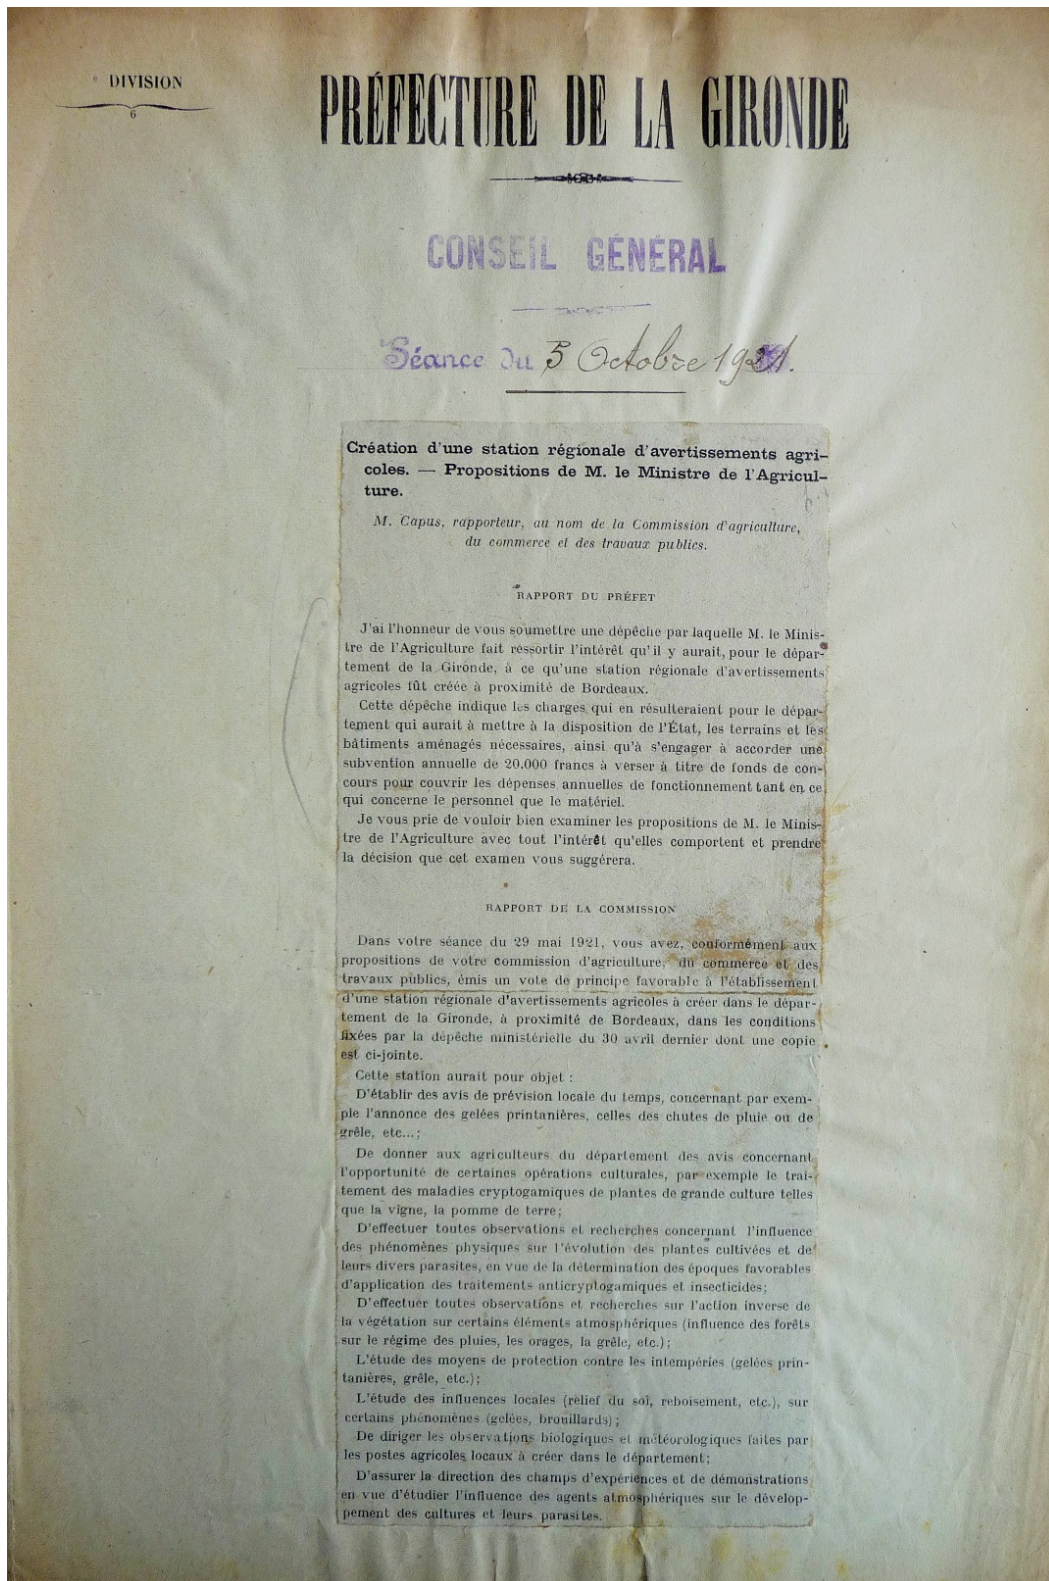 DIVISION
6
PRÉFECTURE DE LA GIRONDE
CONSEIL GÉNÉRAL
Séance du 5 Octobre 1921.
Création d'une station régionale d'avertissements agri-
coles. — Propositions de M. le Ministre de l'Agricul-
ture.
M. Capus, rapporteur, au nom de la Commission d'agriculture,
du commerce et des travaux publics.
RAPPORT DU PRÉFET
J'ai l'honneur de vous soumettre une dépêche par laquelle M. le Minis-
tre de l'Agriculture fait ressortir l'intérêt qu'il y aurait, pour le dépar-
tement de la Gironde, à ce qu'une station régionale d'avertissements
agricoles fût créée à proximité de Bordeaux.
Cette dépêche indique les charges qui en résulteraient pour le dépar-
tement qui aurait à mettre à la disposition de l'État, les terrains et les
bâtiments aménagés nécessaires, ainsi qu'à s'engager à accorder une
subvention annuelle de 20.000 francs à verser à titre de fonds de con-
cours pour couvrir les dépenses annuelles de fonctionnement tant en ce
qui concerne le personnel que le matériel.
Je vous prie de vouloir bien examiner les propositions de M. le Minis-
tre de l'Agriculture avec tout l'intérêt qu'elles comportent et prendre
la décision que cet examen vous suggérera.
RAPPORT DE LA COMMISSION
Dans votre séance du 29 mai 1921, vous avez, conformément aux
propositions de votre commission d'agriculture, du commerce et des
travaux publics, émis un vote de principe favorable à l'établissement
d'une station régionale d'avertissements agricoles à créer dans le dépar-
tement de la Gironde, à proximité de Bordeaux, dans les conditions
fixées par la dépêche ministérielle du 30 avril dernier dont une copie
est ci-jointe.
Cette station aurait pour objet :
D'établir des avis de prévision locale du temps, concernant par exem-
ple l'annonce des gelées printanières, celles des chutes de pluie ou de
grêle, etc...;
De donner aux agriculteurs du département des avis concernant
l'opportunité de certaines opérations culturales, par exemple le trai-
tement des maladies cryptogamiques de plantes de grande culture telles
que la vigne, la pomme de terre;
D'effectuer toutes observations et recherches concernant l'influence
des phénomènes physiques sur l'évolution des plantes cultivées et de
leurs divers parasites, en vue de la détermination des époques favorables
d'application des traitements anticryptogamiques et insecticides;
D'effectuer toutes observations et recherches sur l'action inverse de
la végétation sur certains éléments atmosphériques (influence des forêts
sur le régime des pluies, les orages, la grêle, etc.);
L'étude des moyens de protection contre les intempéries (gelées prin-
tanières, grêle, etc.);
L'étude des influences locales (relief du sol, reboisement, etc.), sur
certains phénomènes (gelées, brouillards);
De diriger les observations biologiques et météorologiques faites par
les postes agricoles locaux à créer dans le département;
D'assurer la direction des champs d'expériences et de démonstrations
en vue d'étudier l'influence des agents atmosphériques sur le dévelop-
pement des cultures et leurs parasites.